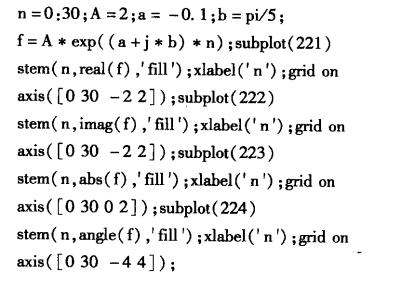 n=0:30;A=2;a=-0.1;b=pi/5;
f=A*exp((a+j*b)*n);subplot(221)
stem(n,real(f),'fill');xlabel('n');grid on
axis([0 30 -2 2]);subplot(222)
stem(n,imag(f),'fill');xlabel('n');grid on
axis([0 30 -2 2]);subplot(223)
stem(n,abs(f),'fill');xlabel('n');grid on
axis([0 30 0 2]);subplot(224)
stem(n,angle(f),'fill');xlabel('n');grid on
axis([0 30 -4 4]);